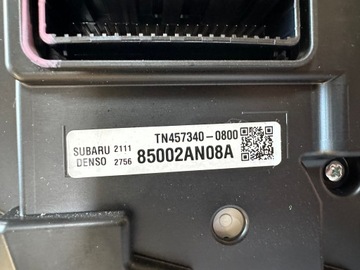 TN457340-0800
SUBARU 2111
DENSO 2756
85002AN08A